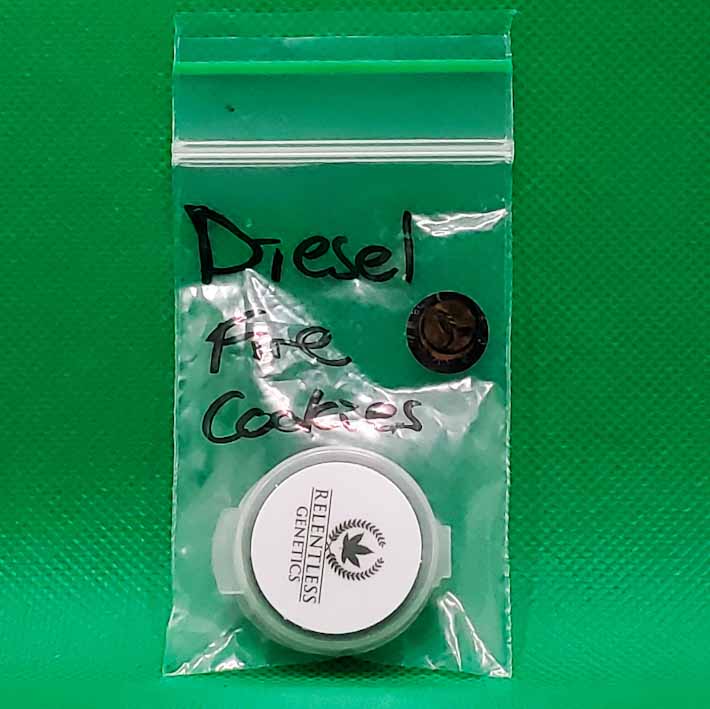 Diesel
Fire
Cookies
RELENTLESS
GENETICS